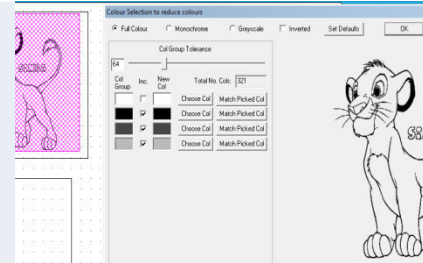 Colour Selection to reduce colours
Full Colour Monochrome Greyscale Inverted Set Defaults OK
Col Group Tolerance
64
Col Group Inc. New Col Total No. Cols: 321
Choose Col Match Picked Col
Choose Col Match Picked Col
Choose Col Match Picked Col
Choose Col Match Picked Col